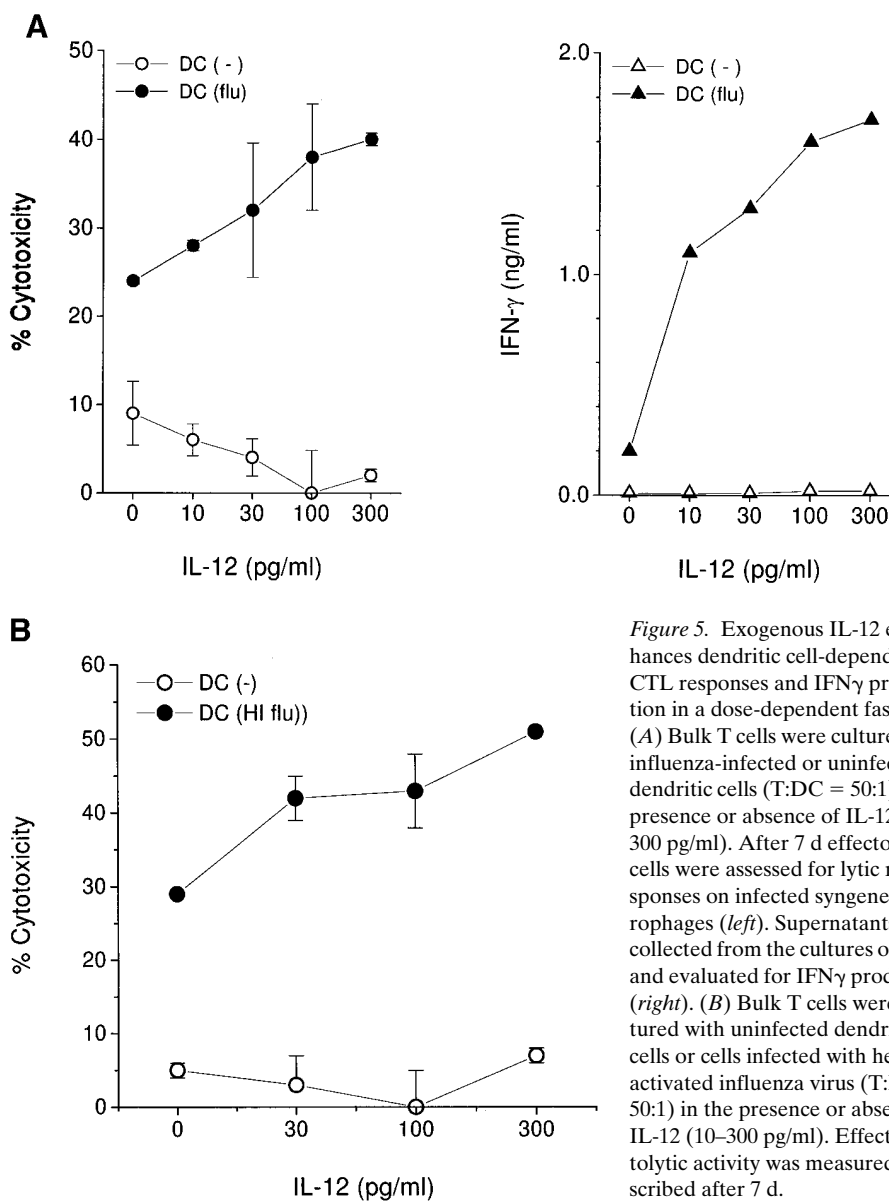 A
50
40
30
20
10
0
% Cytotoxicity
DC ( - )
DC (flu)
0 10 30 100 300
IL-12 (pg/ml)
2.0
1.0
0.0
IFN-γ (ng/ml)
DC ( - )
DC (flu)
0 10 30 100 300
IL-12 (pg/ml)
B
60
50
40
30
20
10
0
% Cytotoxicity
DC (-)
DC (HI flu))
0 30 100 300
IL-12 (pg/ml)
Figure 5. Exogenous IL-12 e
hances dendritic cell-depend
CTL responses and IFNγ pr
tion in a dose-dependent fas
(A) Bulk T cells were culture
influenza-infected or uninfec
dendritic cells (T:DC = 50:1
presence or absence of IL-12
300 pg/ml). After 7 d effecto
cells were assessed for lytic r
sponses on infected syngene
rophages (left). Supernatant
collected from the cultures o
and evaluated for IFNγ prod
(right). (B) Bulk T cells were
tured with uninfected dendri
cells or cells infected with he
activated influenza virus (T:
50:1) in the presence or abse
IL-12 (10–300 pg/ml). Effect
tolytic activity was measured
scribed after 7 d.